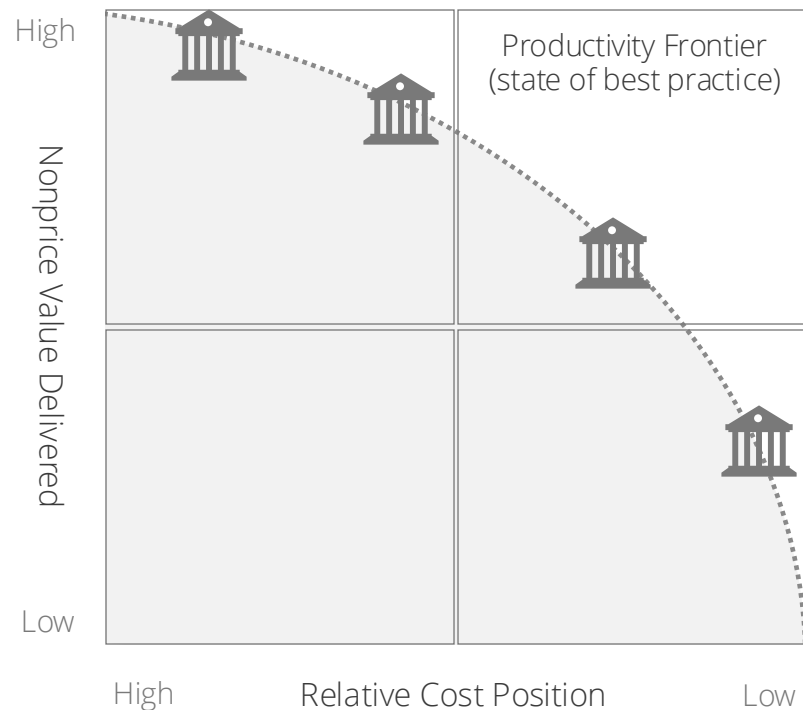 High
Productivity Frontier
(state of best practice)
Nonprice Value Delivered
Low
High
Relative Cost Position
Low